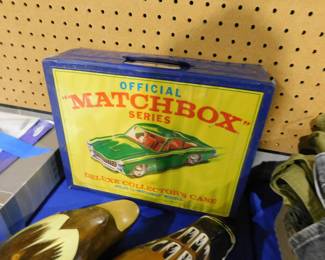 OFFICIAL
"MATCHBOX"
SERIES
DELUXE COLLECTOR'S CASE